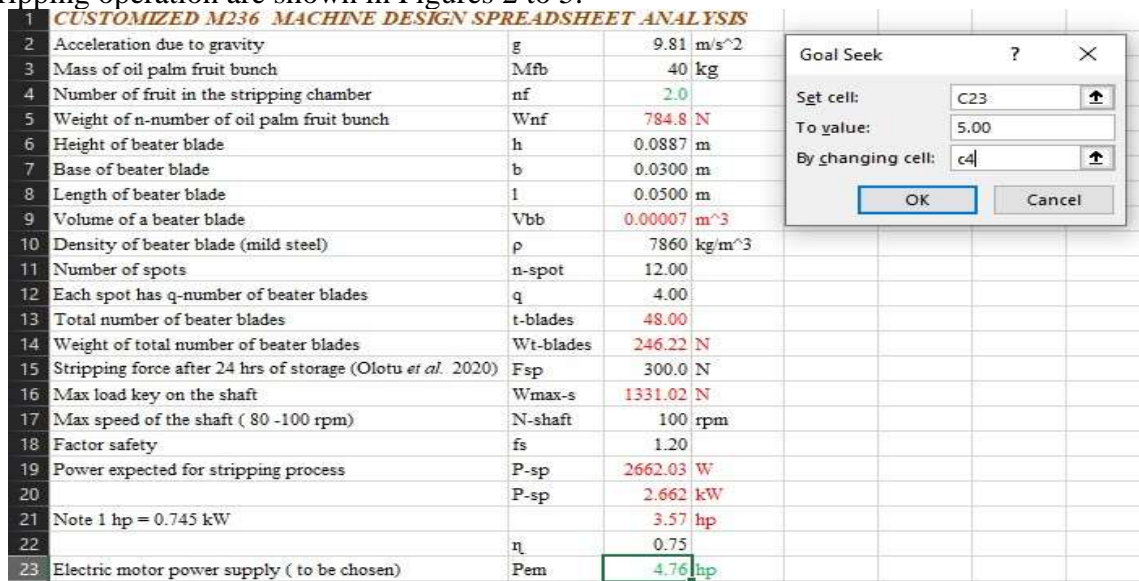 ripping operation are shown in Figures 2 to 5.
1 CUSTOMIZED M236 MACHINE DESIGN SPREADSHEET ANALYSIS
2 Acceleration due to gravity g 9.81 m/s^2
3 Mass of oil palm fruit bunch Mfb 40 kg
4 Number of fruit in the stripping chamber nf 2.0
5 Weight of n-number of oil palm fruit bunch Wnf 784.8 N
6 Height of beater blade h 0.0887 m
7 Base of beater blade b 0.0300 m
8 Length of beater blade l 0.0500 m
9 Volume of a beater blade Vbb 0.00007 m^3
10 Density of beater blade (mild steel) ρ 7860 kg/m^3
11 Number of spots n-spot 12.00
12 Each spot has q-number of beater blades q 4.00
13 Total number of beater blades t-blades 48.00
14 Weight of total number of beater blades Wt-blades 246.22 N
15 Stripping force after 24 hrs of storage (Olotu et al. 2020) Fsp 300.0 N
16 Max load key on the shaft Wmax-s 1331.02 N
17 Max speed of the shaft ( 80 -100 rpm) N-shaft 100 rpm
18 Factor safety fs 1.20
19 Power expected for stripping process P-sp 2662.03 W
20 P-sp 2.662 kW
21 Note 1 hp = 0.745 kW 3.57 hp
22 η 0.75
23 Electric motor power supply ( to be chosen) Pem 4.76 hp
Goal Seek ? ×
Set cell: C23
To value: 5.00
By changing cell: c4
OK Cancel